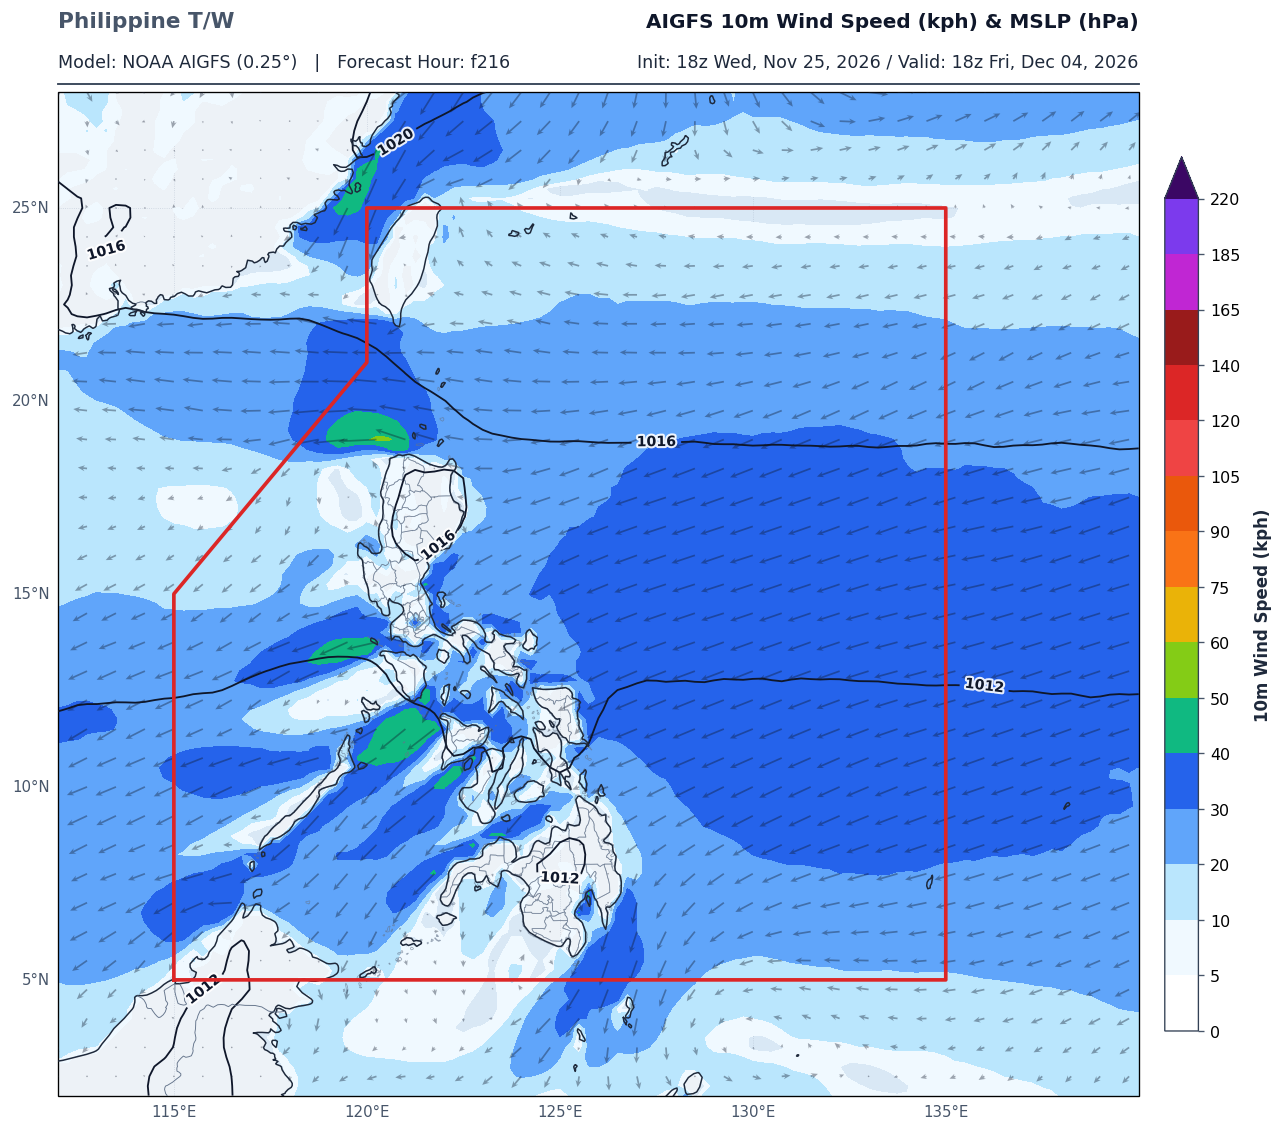 Philippine T/W
AIGFS 10m Wind Speed (kph) & MSLP (hPa)
Model: NOAA AIGFS (0.25°) | Forecast Hour: f216
Init: 18z Wed, Nov 25, 2026 / Valid: 18z Fri, Dec 04, 2026
1020
1016
1016
1016
1012
1012
1012
25°N
20°N
15°N
10°N
5°N
115°E
120°E
125°E
130°E
135°E
220
185
165
140
120
105
90
75
60
50
40
30
20
10
5
0
10m Wind Speed (kph)